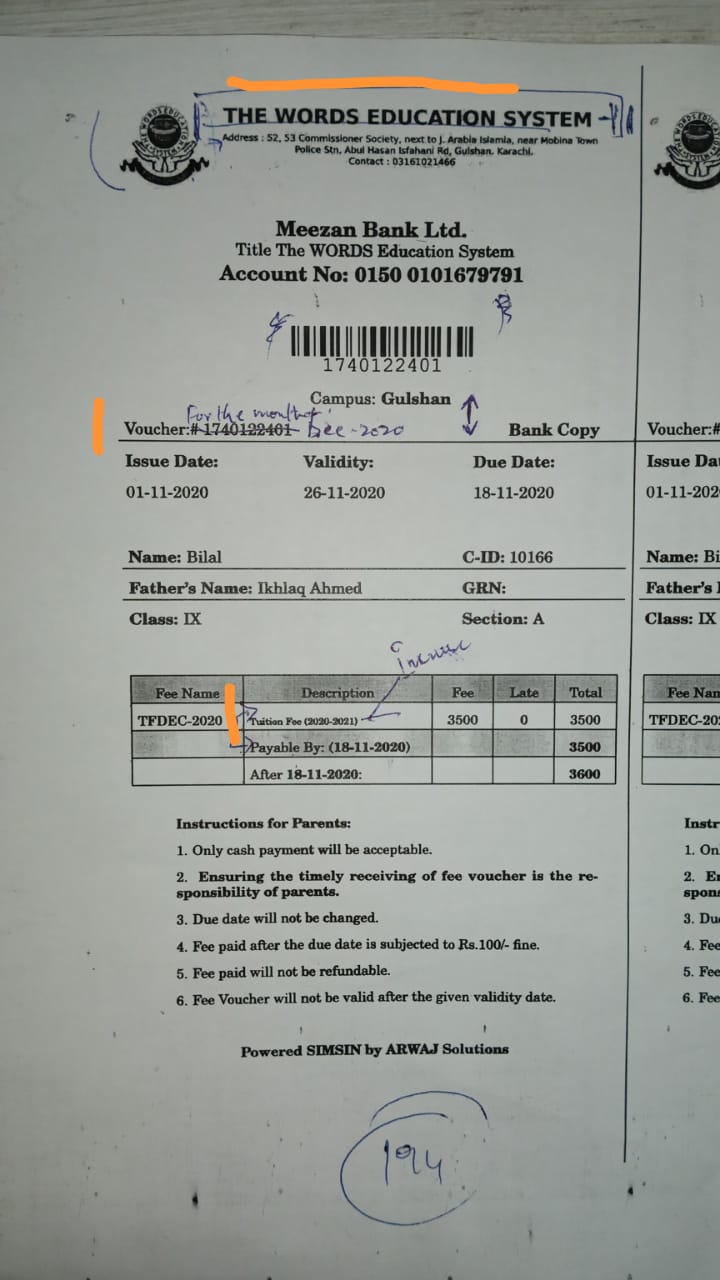 THE WORDS EDUCATION SYSTEM
Address : 52, 53 Commissioner Society, next to J. Arabia Islamia, near Mobina Town
Police Stn, Abul Hasan Isfahani Rd, Gulshan, Karachi.
Contact : 03161021466
Meezan Bank Ltd.
Title The WORDS Education System
Account No: 0150 0101679791
1740122401
Campus: Gulshan
For the month of
Voucher:# 1740122401 Dec-2020 Bank Copy Voucher:#
Issue Date: Validity: Due Date: Issue Da
01-11-2020 26-11-2020 18-11-2020 01-11-202
Name: Bilal C-ID: 10166 Name: Bi
Father's Name: Ikhlaq Ahmed GRN: Father's
Class: IX Section: A Class: IX
Increase
Fee Name Description Fee Late Total Fee Nam
TFDEC-2020 Tuition Fee (2020-2021) 3500 0 3500 TFDEC-20
Payable By: (18-11-2020) 3500
After 18-11-2020: 3600
Instructions for Parents: Instr
1. Only cash payment will be acceptable. 1. On
2. Ensuring the timely receiving of fee voucher is the re- 2. E
sponsibility of parents. spons
3. Due date will not be changed. 3. Du
4. Fee paid after the due date is subjected to Rs.100/- fine. 4. Fee
5. Fee paid will not be refundable. 5. Fee
6. Fee Voucher will not be valid after the given validity date. 6. Fee
Powered SIMSIN by ARWAJ Solutions
194